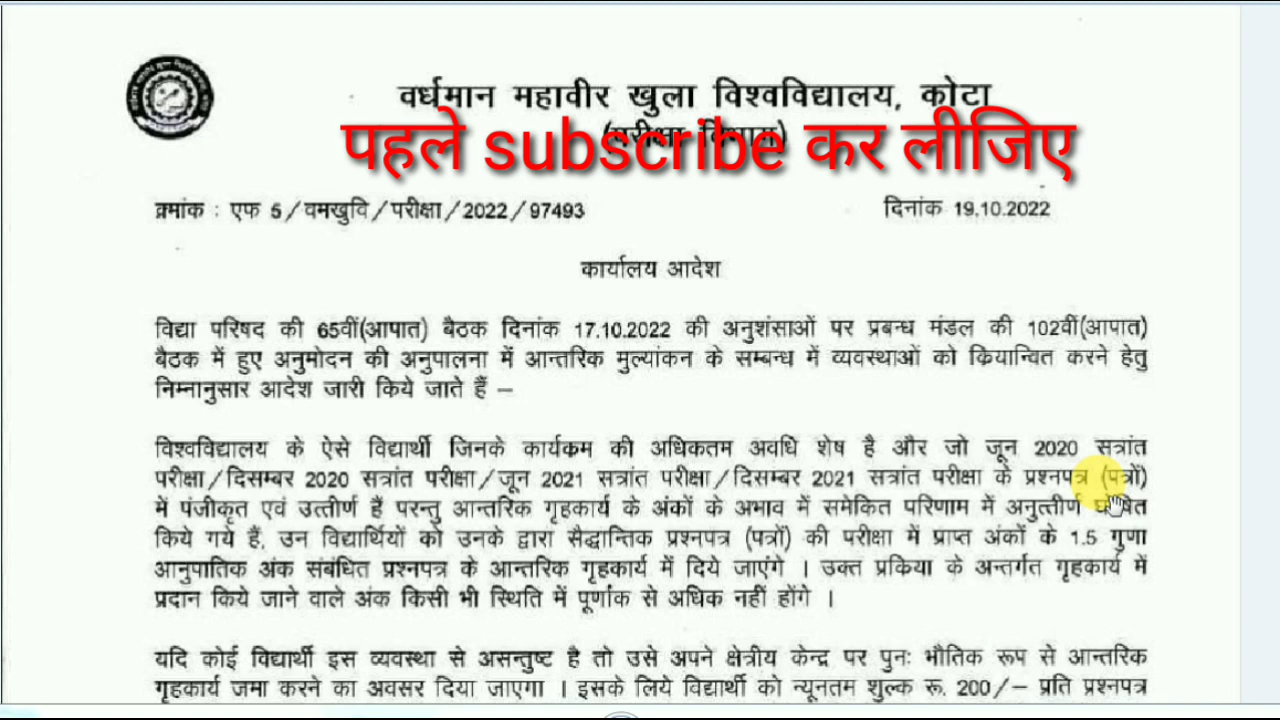 वर्धमान महावीर खुला विश्वविद्यालय, कोटा
(परीक्षा विभाग)
पहले subscribe कर लीजिए
क्रमांक : एफ 5/वमखुवि/परीक्षा/2022/97493 दिनांक 19.10.2022
कार्यालय आदेश
विद्या परिषद की 65वीं(आपात) बैठक दिनांक 17.10.2022 की अनुशंसाओं पर प्रबन्ध मंडल की 102वीं(आपात)
बैठक में हुए अनुमोदन की अनुपालना में आन्तरिक मुल्यांकन के सम्बन्ध में व्यवस्थाओं को क्रियान्वित करने हेतु
निम्नानुसार आदेश जारी किये जाते हैं –
विश्वविद्यालय के ऐसे विद्यार्थी जिनके कार्यकम की अधिकतम अवधि शेष है और जो जून 2020 सत्रांत
परीक्षा/दिसम्बर 2020 सत्रांत परीक्षा/जून 2021 सत्रांत परीक्षा/दिसम्बर 2021 सत्रांत परीक्षा के प्रश्नपत्र (पत्रों)
में पंजीकृत एवं उत्तीर्ण हैं परन्तु आन्तरिक गृहकार्य के अंकों के अभाव में समेकित परिणाम में अनुत्तीर्ण घोषित
किये गये हैं, उन विद्यार्थियों को उनके द्वारा सैद्धान्तिक प्रश्नपत्र (पत्रों) की परीक्षा में प्राप्त अंकों के 1.5 गुणा
आनुपातिक अंक संबंधित प्रश्नपत्र के आन्तरिक गृहकार्य में दिये जाएंगे । उक्त प्रकिया के अन्तर्गत गृहकार्य में
प्रदान किये जाने वाले अंक किसी भी स्थिति में पूर्णांक से अधिक नहीं होंगे ।
यदि कोई विद्यार्थी इस व्यवस्था से असन्तुष्ट है तो उसे अपने क्षेत्रीय केन्द्र पर पुनः भौतिक रूप से आन्तरिक
गृहकार्य जमा करने का अवसर दिया जाएगा । इसके लिये विद्यार्थी को न्यूनतम शुल्क रू. 200/– प्रति प्रश्नपत्र